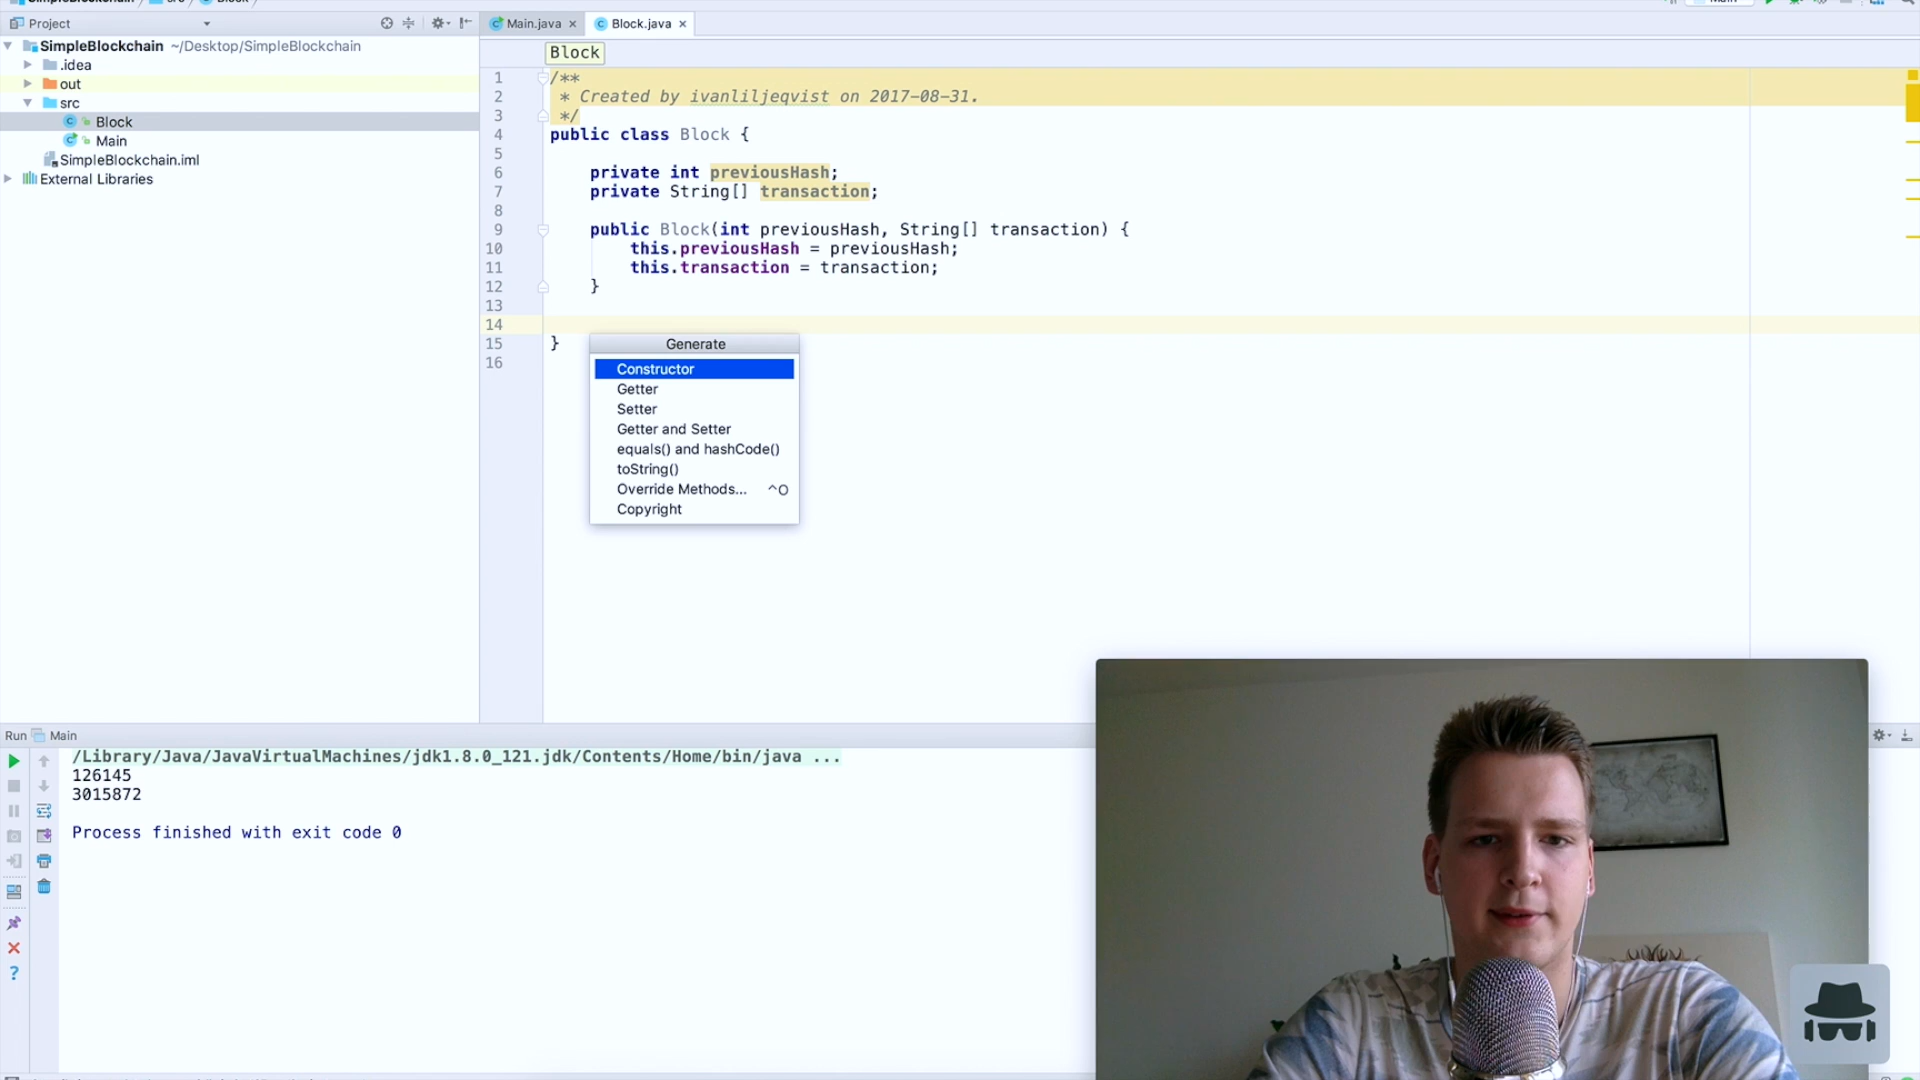 SimpleBlockchain src Block
Main
Project
Main.java
Block.java
SimpleBlockchain ~/Desktop/SimpleBlockchain
.idea
out
src
Block
Main
SimpleBlockchain.iml
External Libraries
Block
1 /**
2 * Created by ivanliljeqvist on 2017-08-31.
3 */
4 public class Block {
5
6 private int previousHash;
7 private String[] transaction;
8
9 public Block(int previousHash, String[] transaction) {
10 this.previousHash = previousHash;
11 this.transaction = transaction;
12 }
13
14
15 }
16
Generate
Constructor
Getter
Setter
Getter and Setter
equals() and hashCode()
toString()
Override Methods... ^O
Copyright
Run Main
/Library/Java/JavaVirtualMachines/jdk1.8.0_121.jdk/Contents/Home/bin/java ...
126145
3015872
Process finished with exit code 0